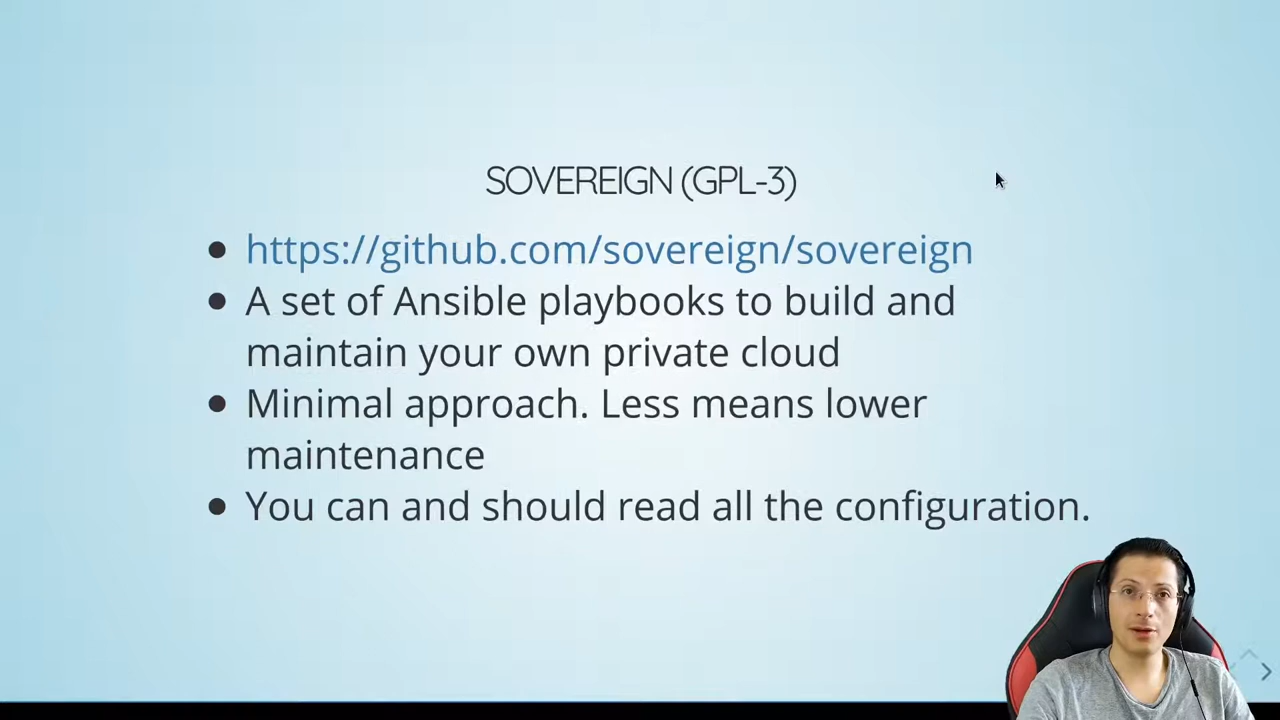 SOVEREIGN (GPL-3)
https://github.com/sovereign/sovereign
A set of Ansible playbooks to build and
maintain your own private cloud
Minimal approach. Less means lower
maintenance
You can and should read all the configuration.